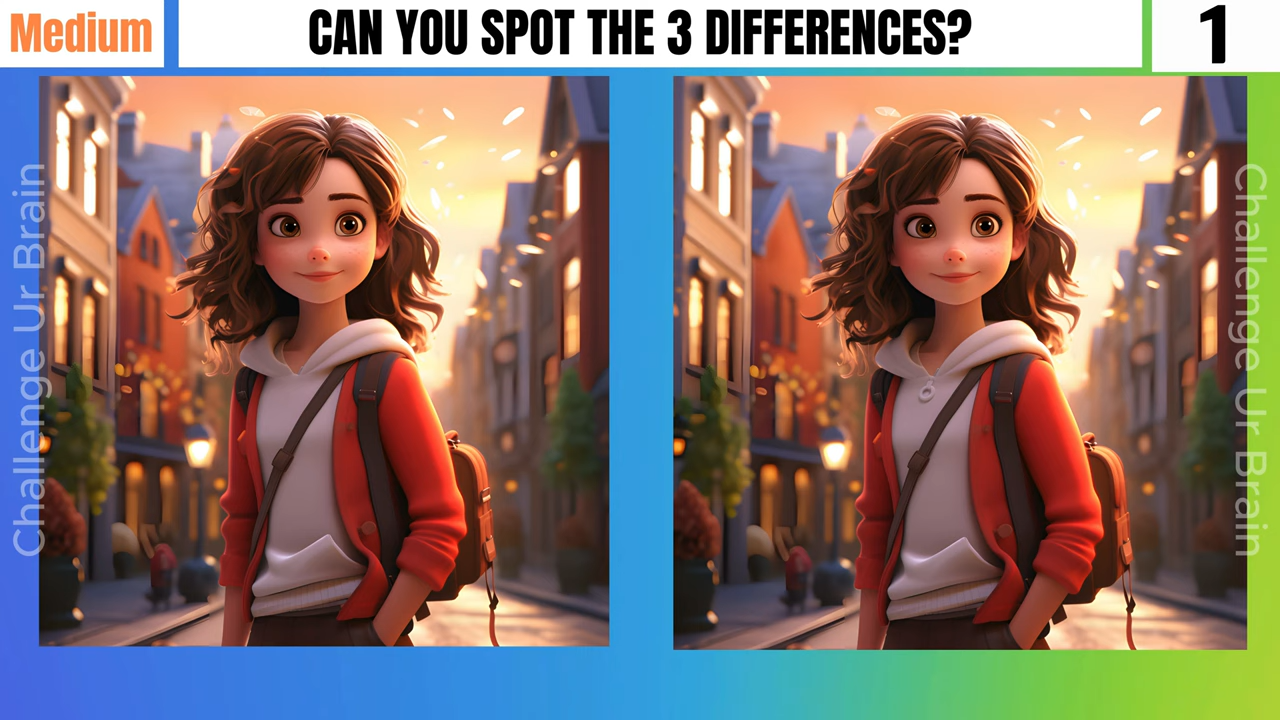 Medium
CAN YOU SPOT THE 3 DIFFERENCES?
1
Challenge Ur Brain
Challenge Ur Brain